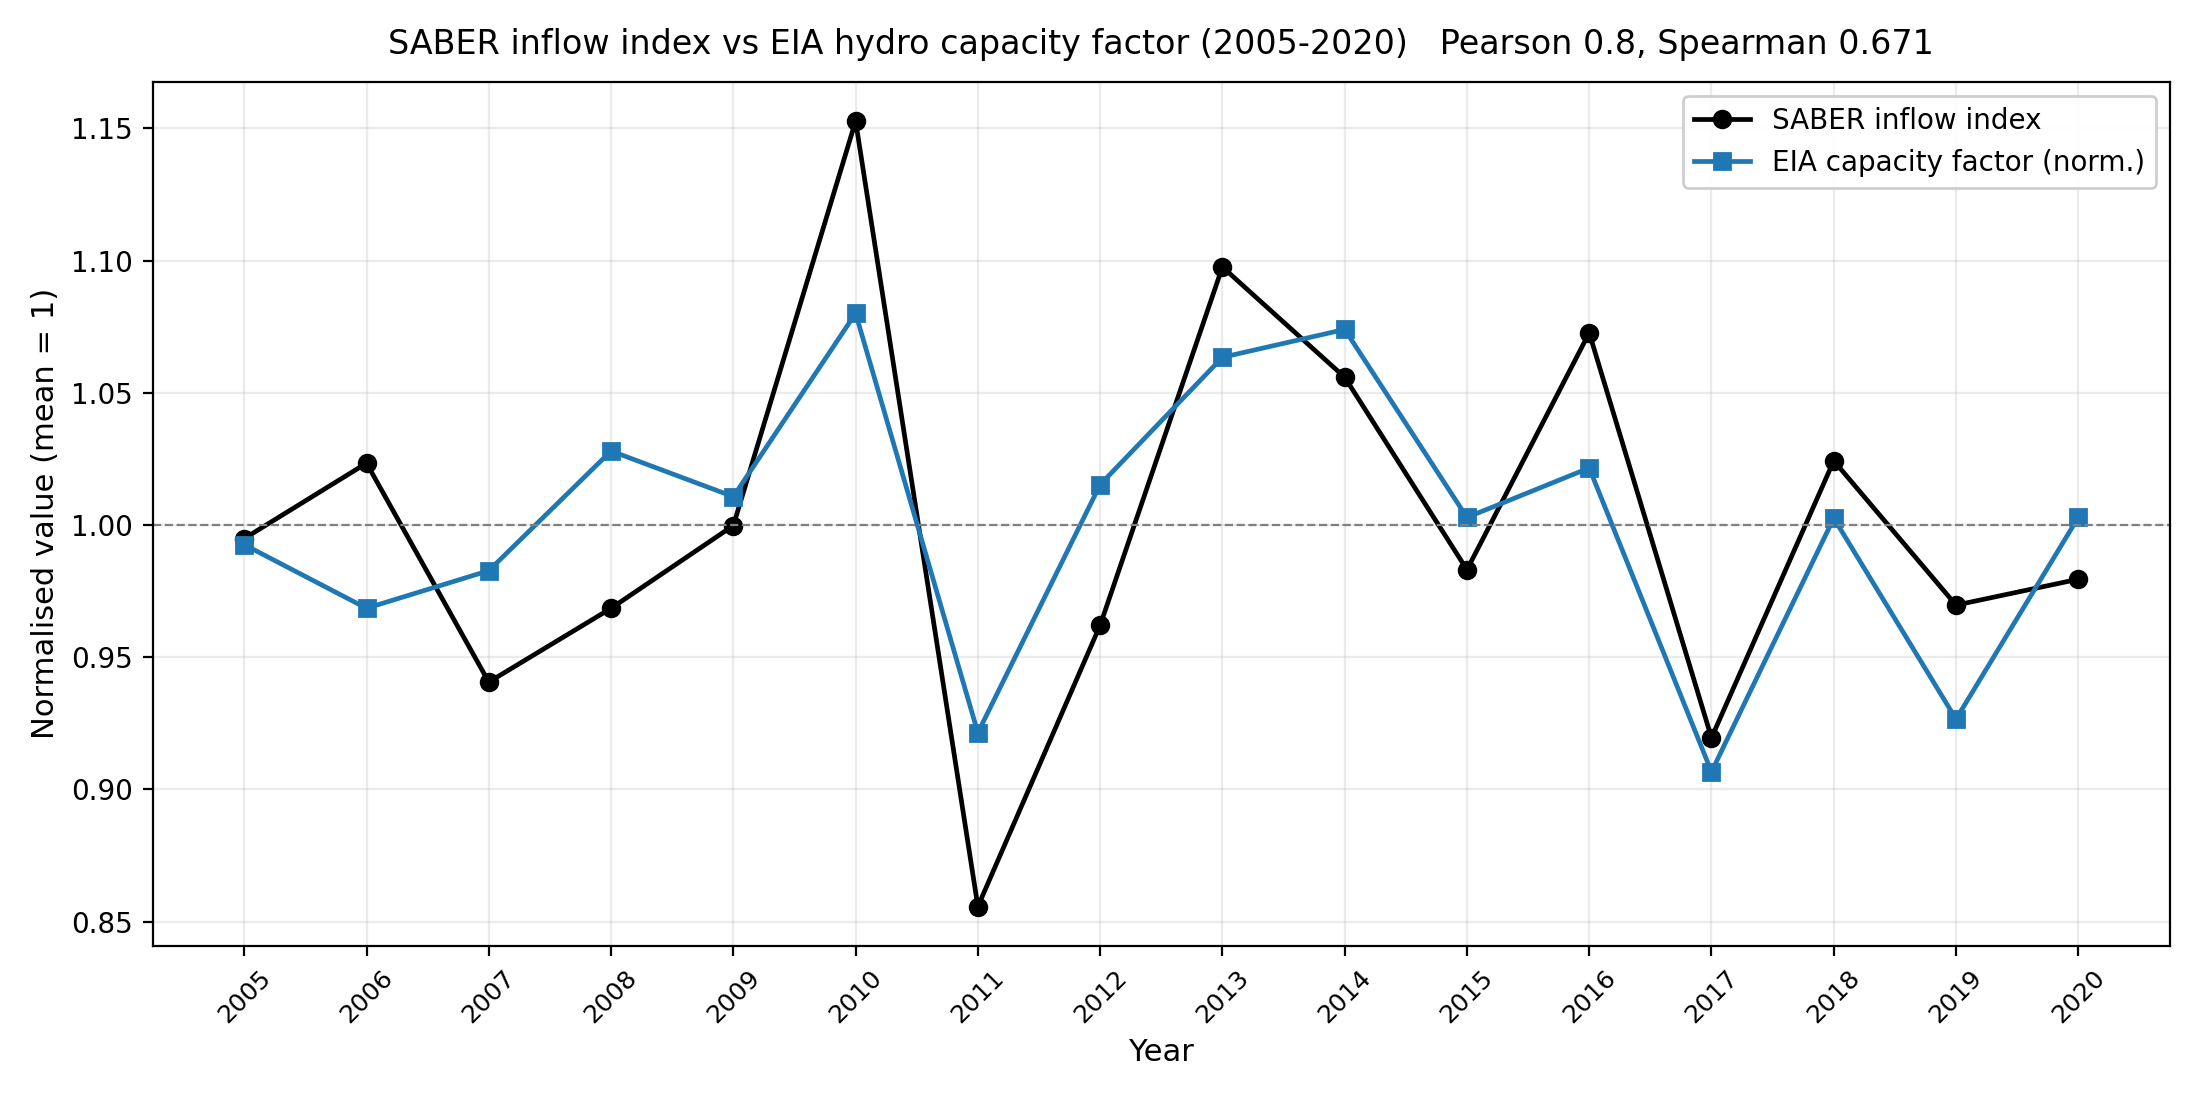 SABER inflow index vs EIA hydro capacity factor (2005-2020)   Pearson 0.8, Spearman 0.671
SABER inflow index
EIA capacity factor (norm.)
Normalised value (mean = 1)
1.15
1.10
1.05
1.00
0.95
0.90
0.85
2005 2006 2007 2008 2009 2010 2011 2012 2013 2014 2015 2016 2017 2018 2019 2020
Year